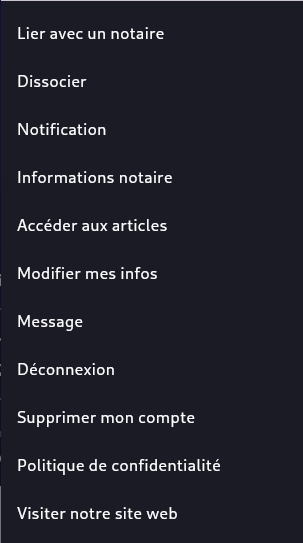 Lier avec un notaire
Dissocier
Notification
Informations notaire
Accéder aux articles
Modifier mes infos
Message
Déconnexion
Supprimer mon compte
Politique de confidentialité
Visiter notre site web